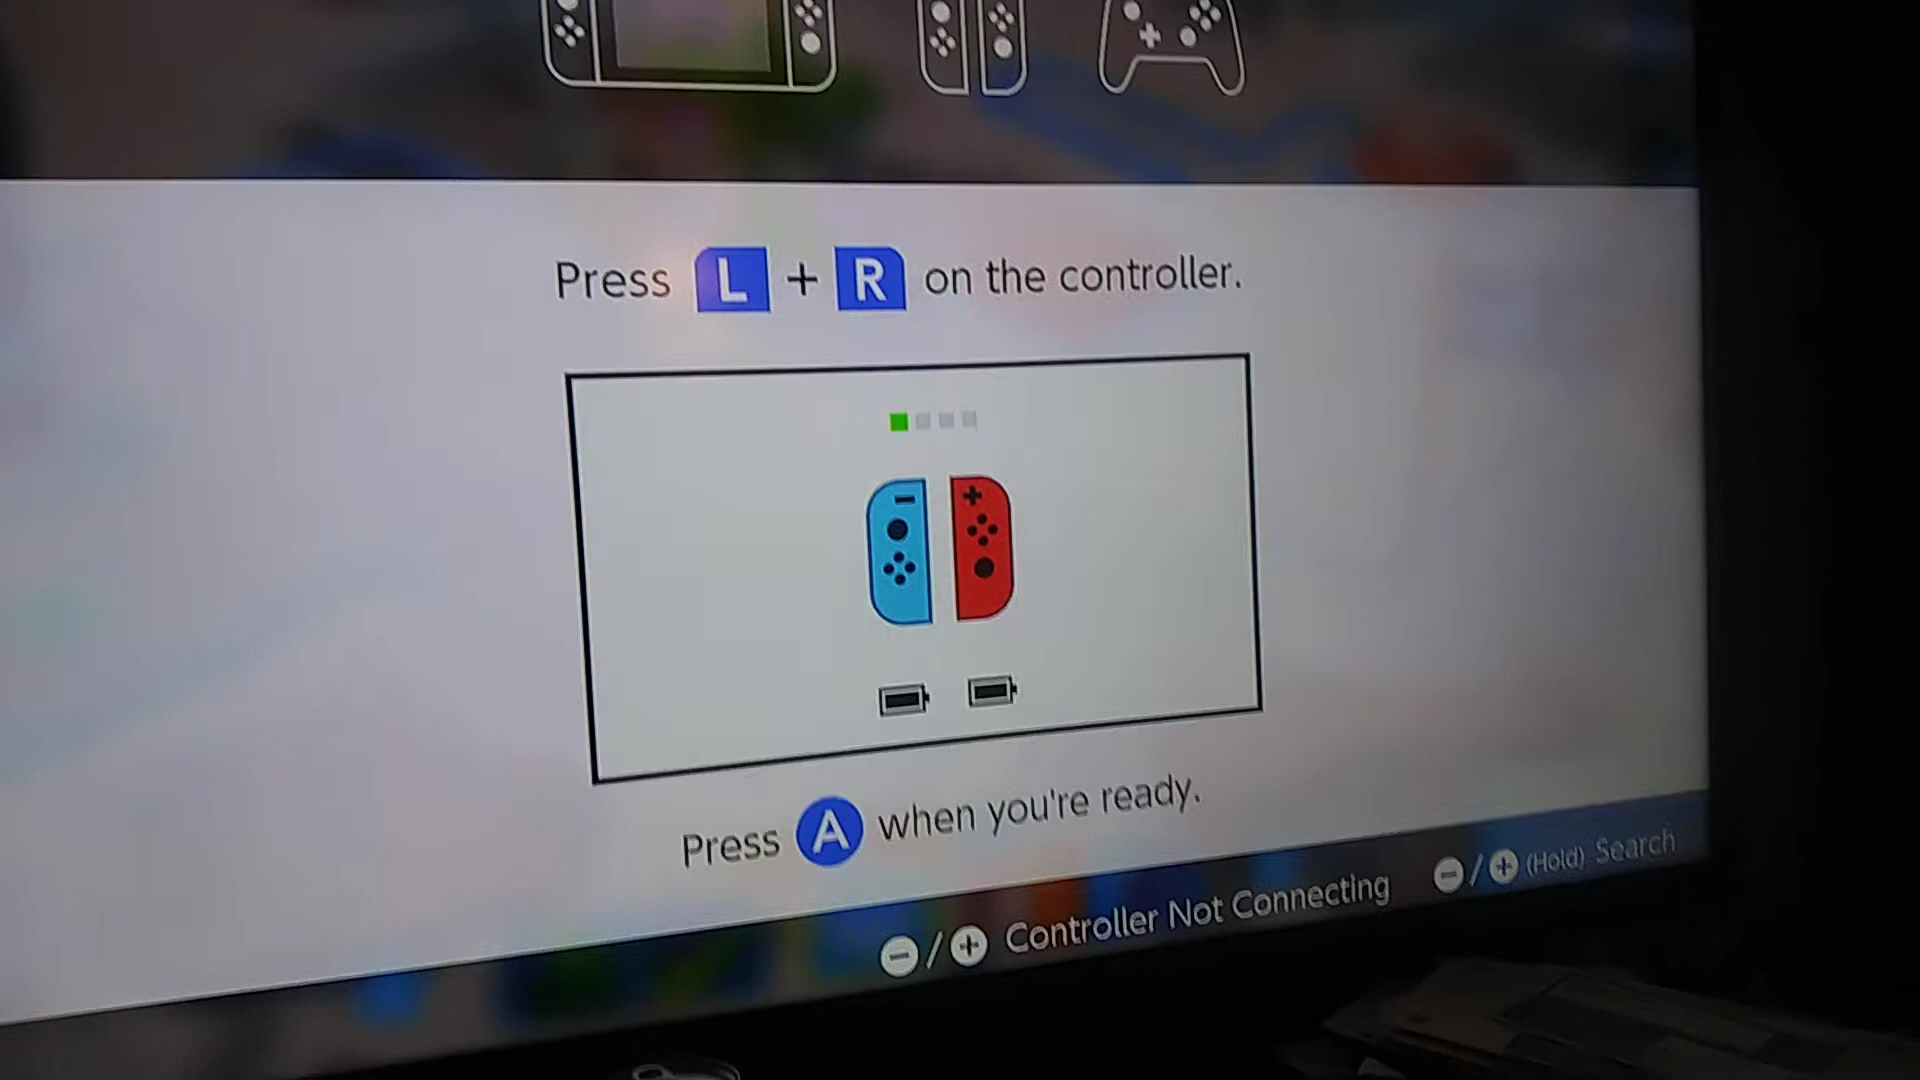 Press L + R on the controller.
Press A when you're ready.
-/+ Controller Not Connecting -/+ (Hold) Search